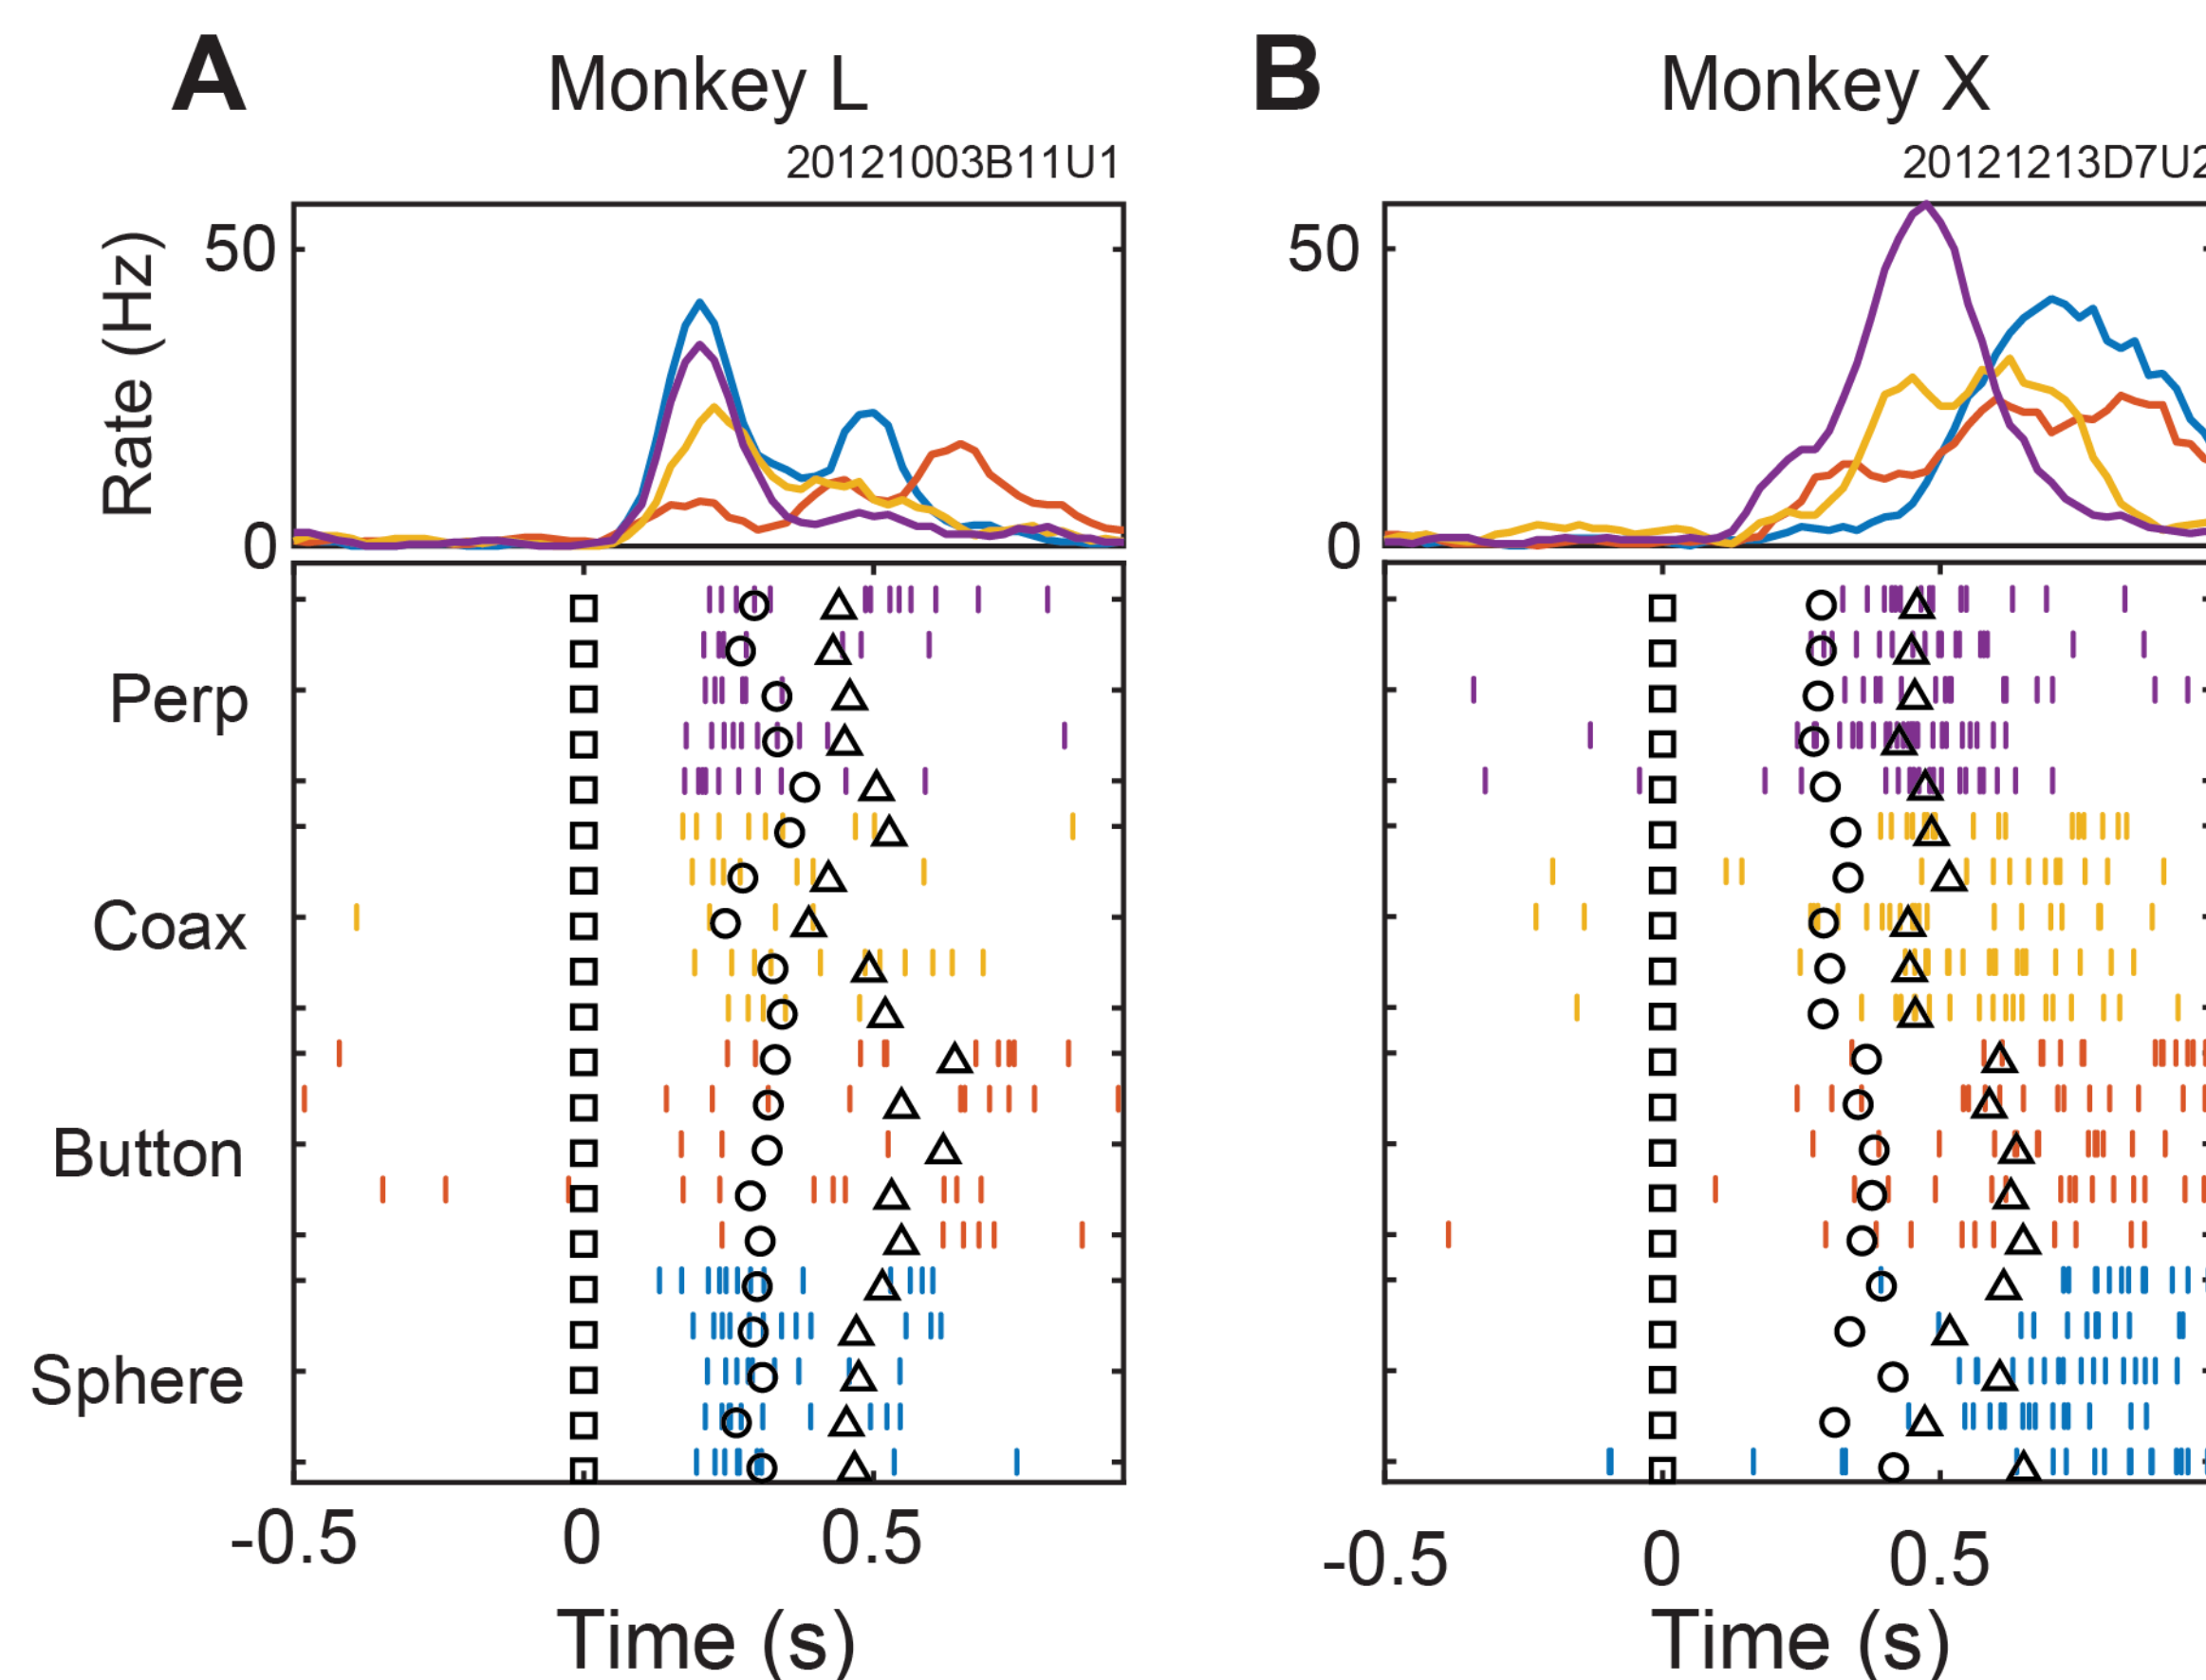 A
Monkey L
20121003B11U1
Rate (Hz)
50
0
Perp
Coax
Button
Sphere
-0.5 0 0.5
Time (s)
B
Monkey X
20121213D7U2
50
0
-0.5 0 0.5
Time (s)